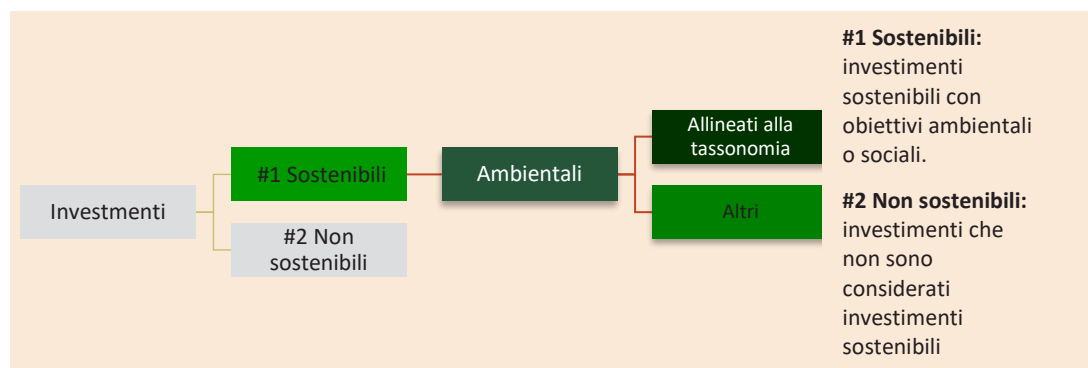 Investmenti
#1 Sostenibili
#2 Non
sostenibili
Ambientali
Allineati alla
tassonomia
Altri
#1 Sostenibili:
investimenti
sostenibili con
obiettivi ambientali
o sociali.
#2 Non sostenibili:
investimenti che
non sono
considerati
investimenti
sostenibili